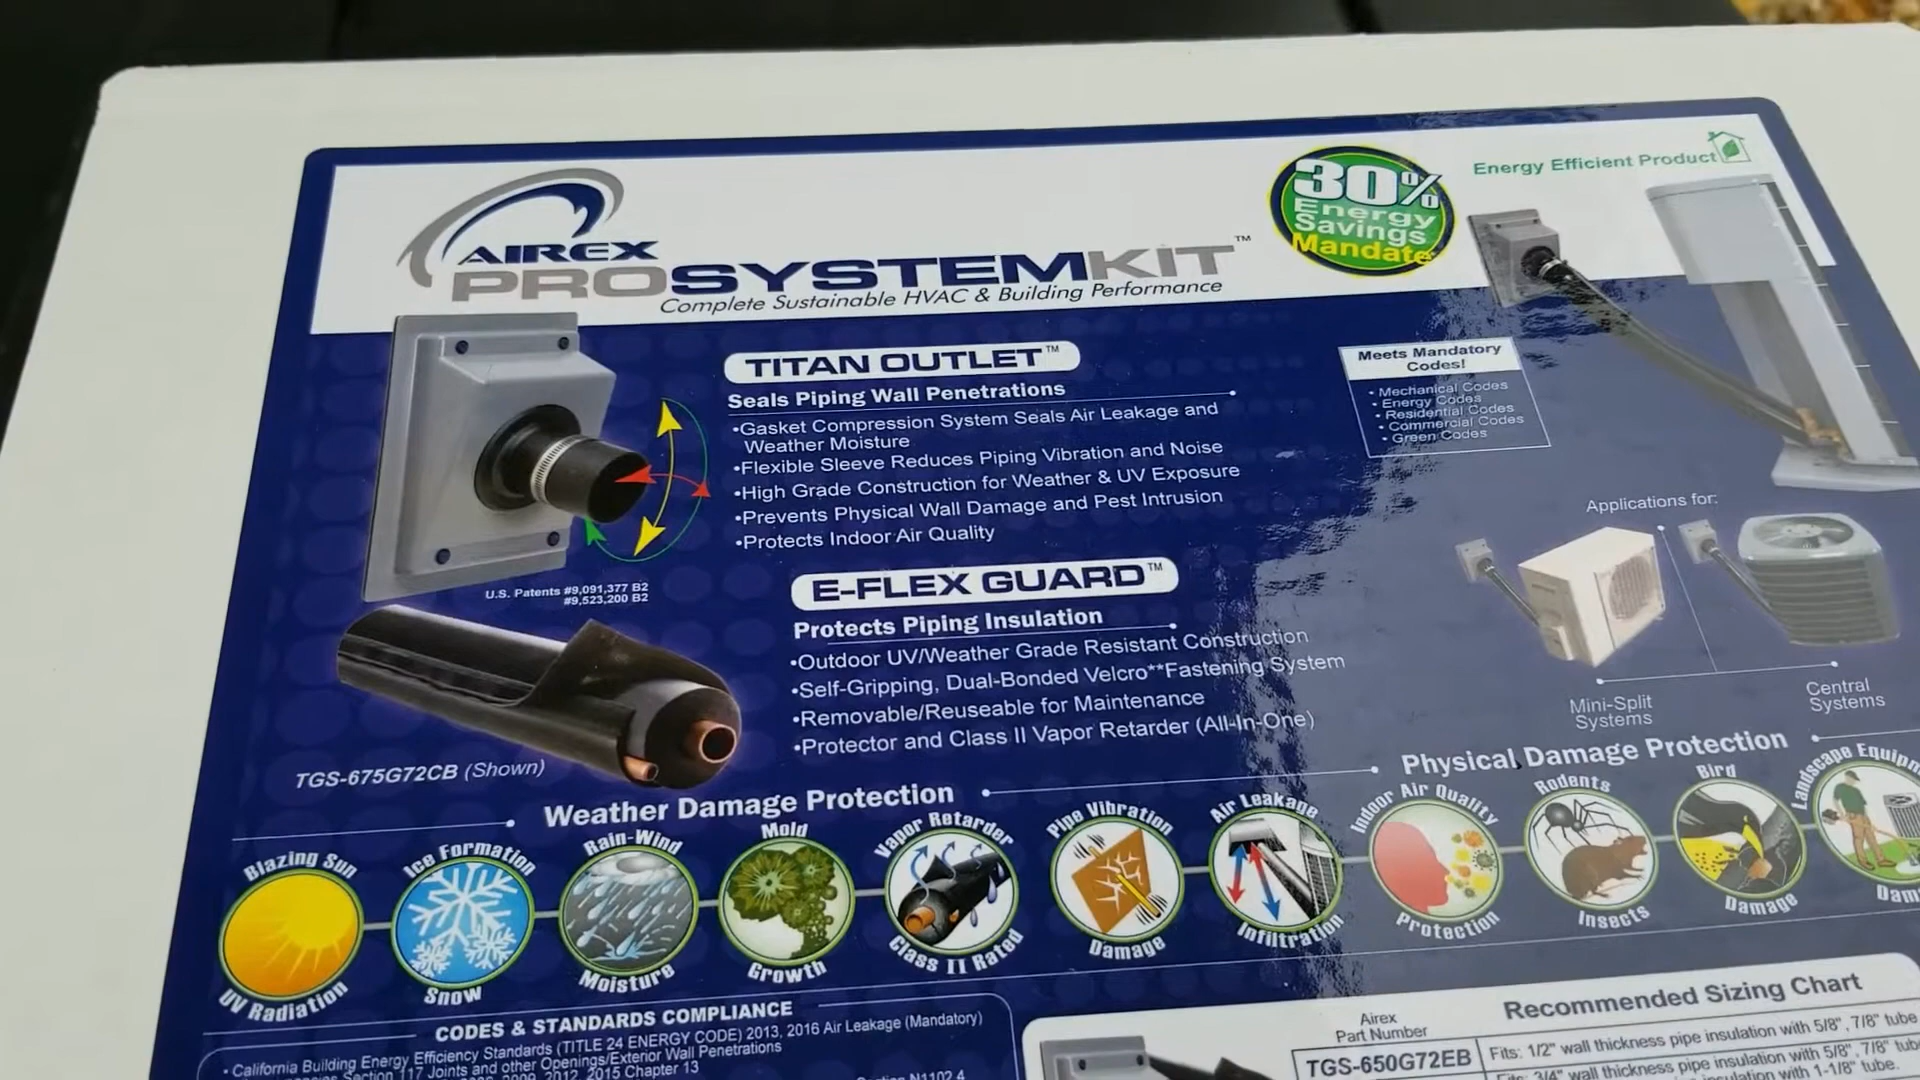 AIREX
PROSYSTEMKIT™
Complete Sustainable HVAC & Building Performance
30%
Energy
Savings
Mandate
Energy Efficient Product
TITAN OUTLET™
Seals Piping Wall Penetrations
•Gasket Compression System Seals Air Leakage and
Weather Moisture
•Flexible Sleeve Reduces Piping Vibration and Noise
•High Grade Construction for Weather & UV Exposure
•Prevents Physical Wall Damage and Pest Intrusion
•Protects Indoor Air Quality
Meets Mandatory
Codes!
• Mechanical Codes
• Energy Codes
• Residential Codes
• Commercial Codes
• Green Codes
U.S. Patents #9,091,377 B2
#9,523,200 B2
Applications for:
Mini-Split
Systems
Central
Systems
E-FLEX GUARD™
Protects Piping Insulation
•Outdoor UV/Weather Grade Resistant Construction
•Self-Gripping, Dual-Bonded Velcro**Fastening System
•Removable/Reuseable for Maintenance
•Protector and Class II Vapor Retarder (All-In-One)
TGS-675G72CB (Shown)
Weather Damage Protection
Physical Damage Protection
Blazing Sun
UV Radiation
Ice Formation
Snow
Rain-Wind
Moisture
Mold
Growth
Vapor Retarder
Class II Rated
Pipe Vibration
Damage
Air Leakage
Infiltration
Indoor Air Quality
Protection
Rodents
Insects
Bird
Damage
Landscape
CODES & STANDARDS COMPLIANCE
• California Building Energy Efficiency Standards (TITLE 24 ENERGY CODE) 2013, 2016 Air Leakage (Mandatory)
Section 117 Joints and other Openings/Exterior Wall Penetrations
2012, 2015 Chapter 13
N1102.4
Recommended Sizing Chart
Airex
Part Number
TGS-650G72EB
Fits: 1/2" wall thickness pipe insulation with 5/8", 7/8" tube
3/4" wall thickness pipe insulation with 5/8", 7/8"
with 1-1/8" tube.